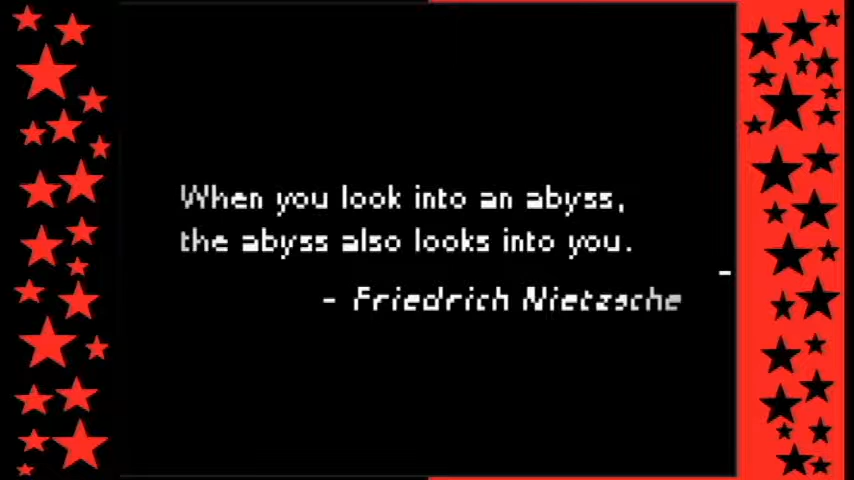 When you look into an abyss,
the abyss also looks into you.
- Friedrich Nietzsche